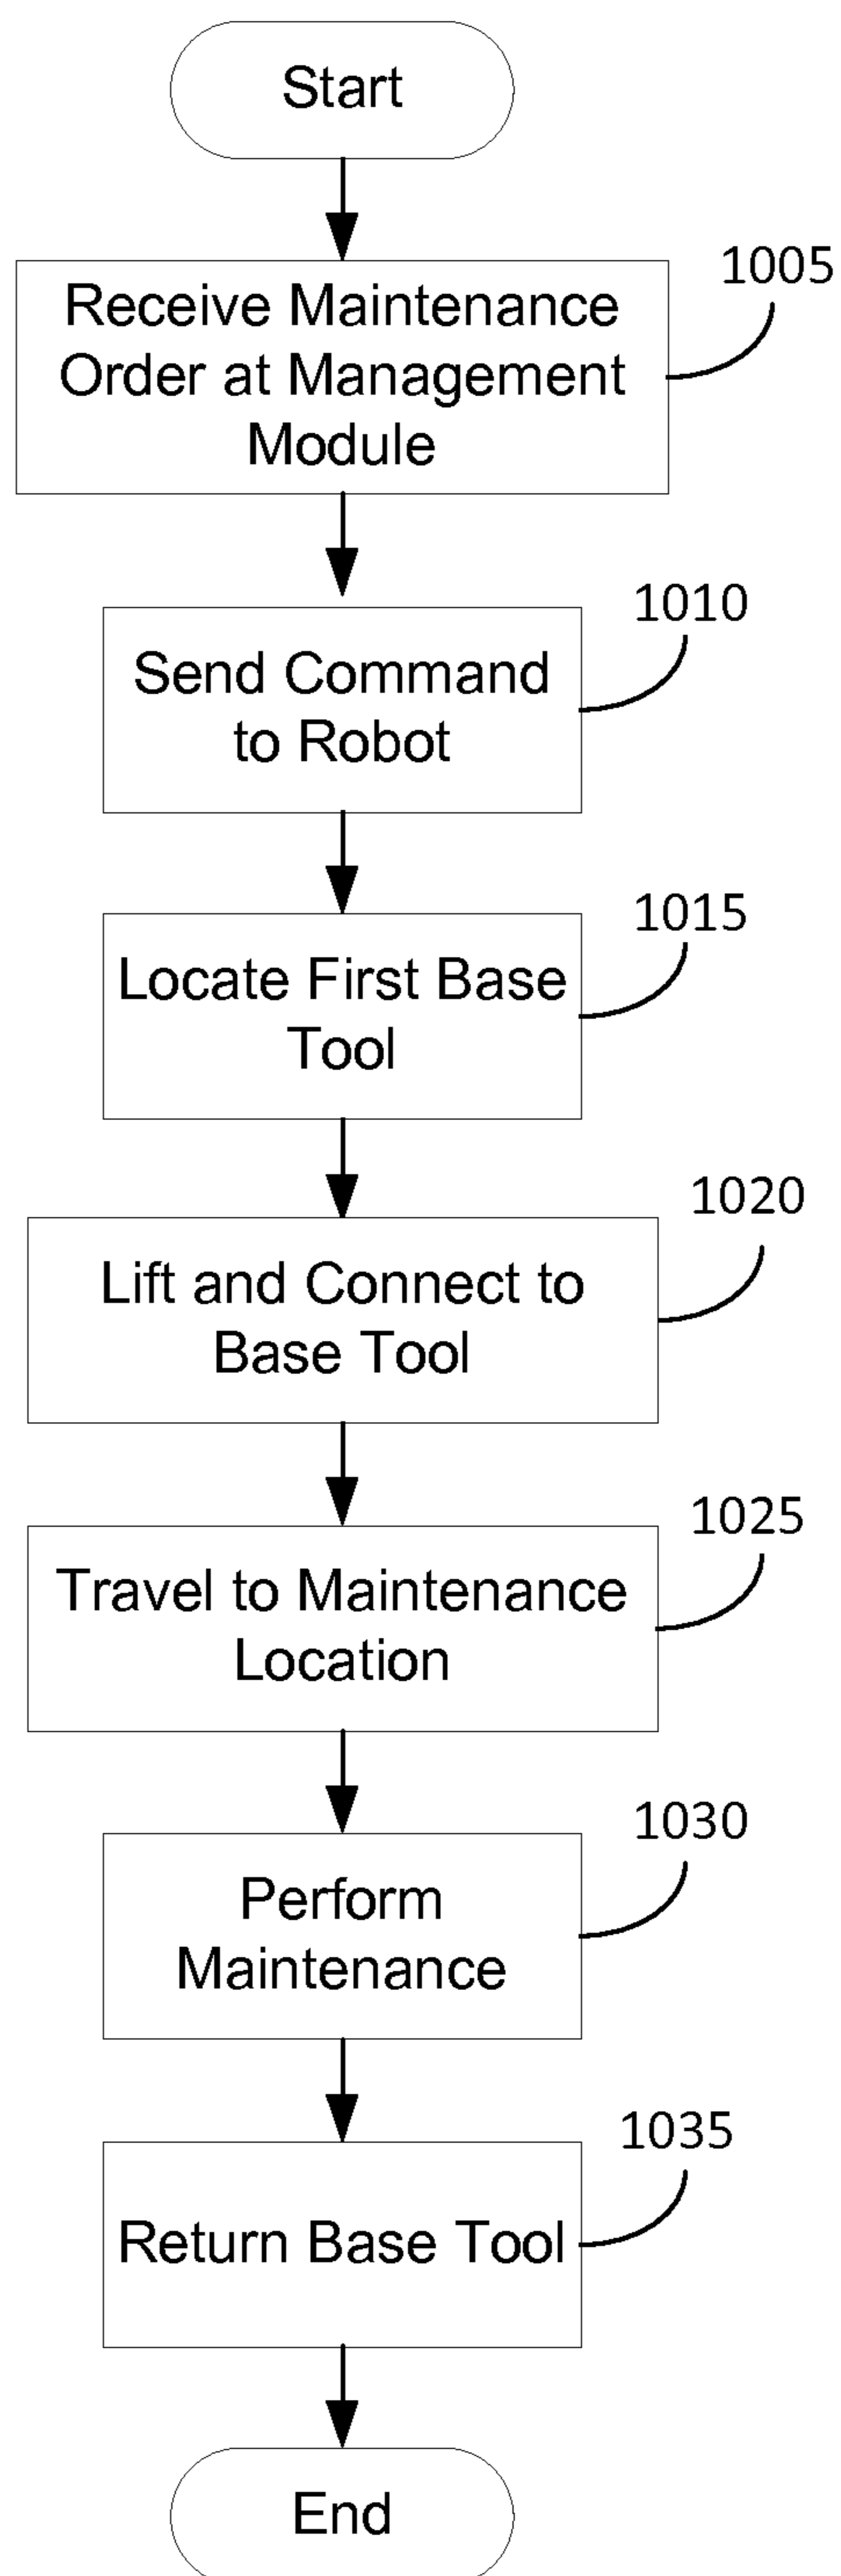 Start
1005
Receive Maintenance
Order at Management
Module
1010
Send Command
to Robot
1015
Locate First Base
Tool
1020
Lift and Connect to
Base Tool
1025
Travel to Maintenance
Location
1030
Perform
Maintenance
1035
Return Base Tool
End